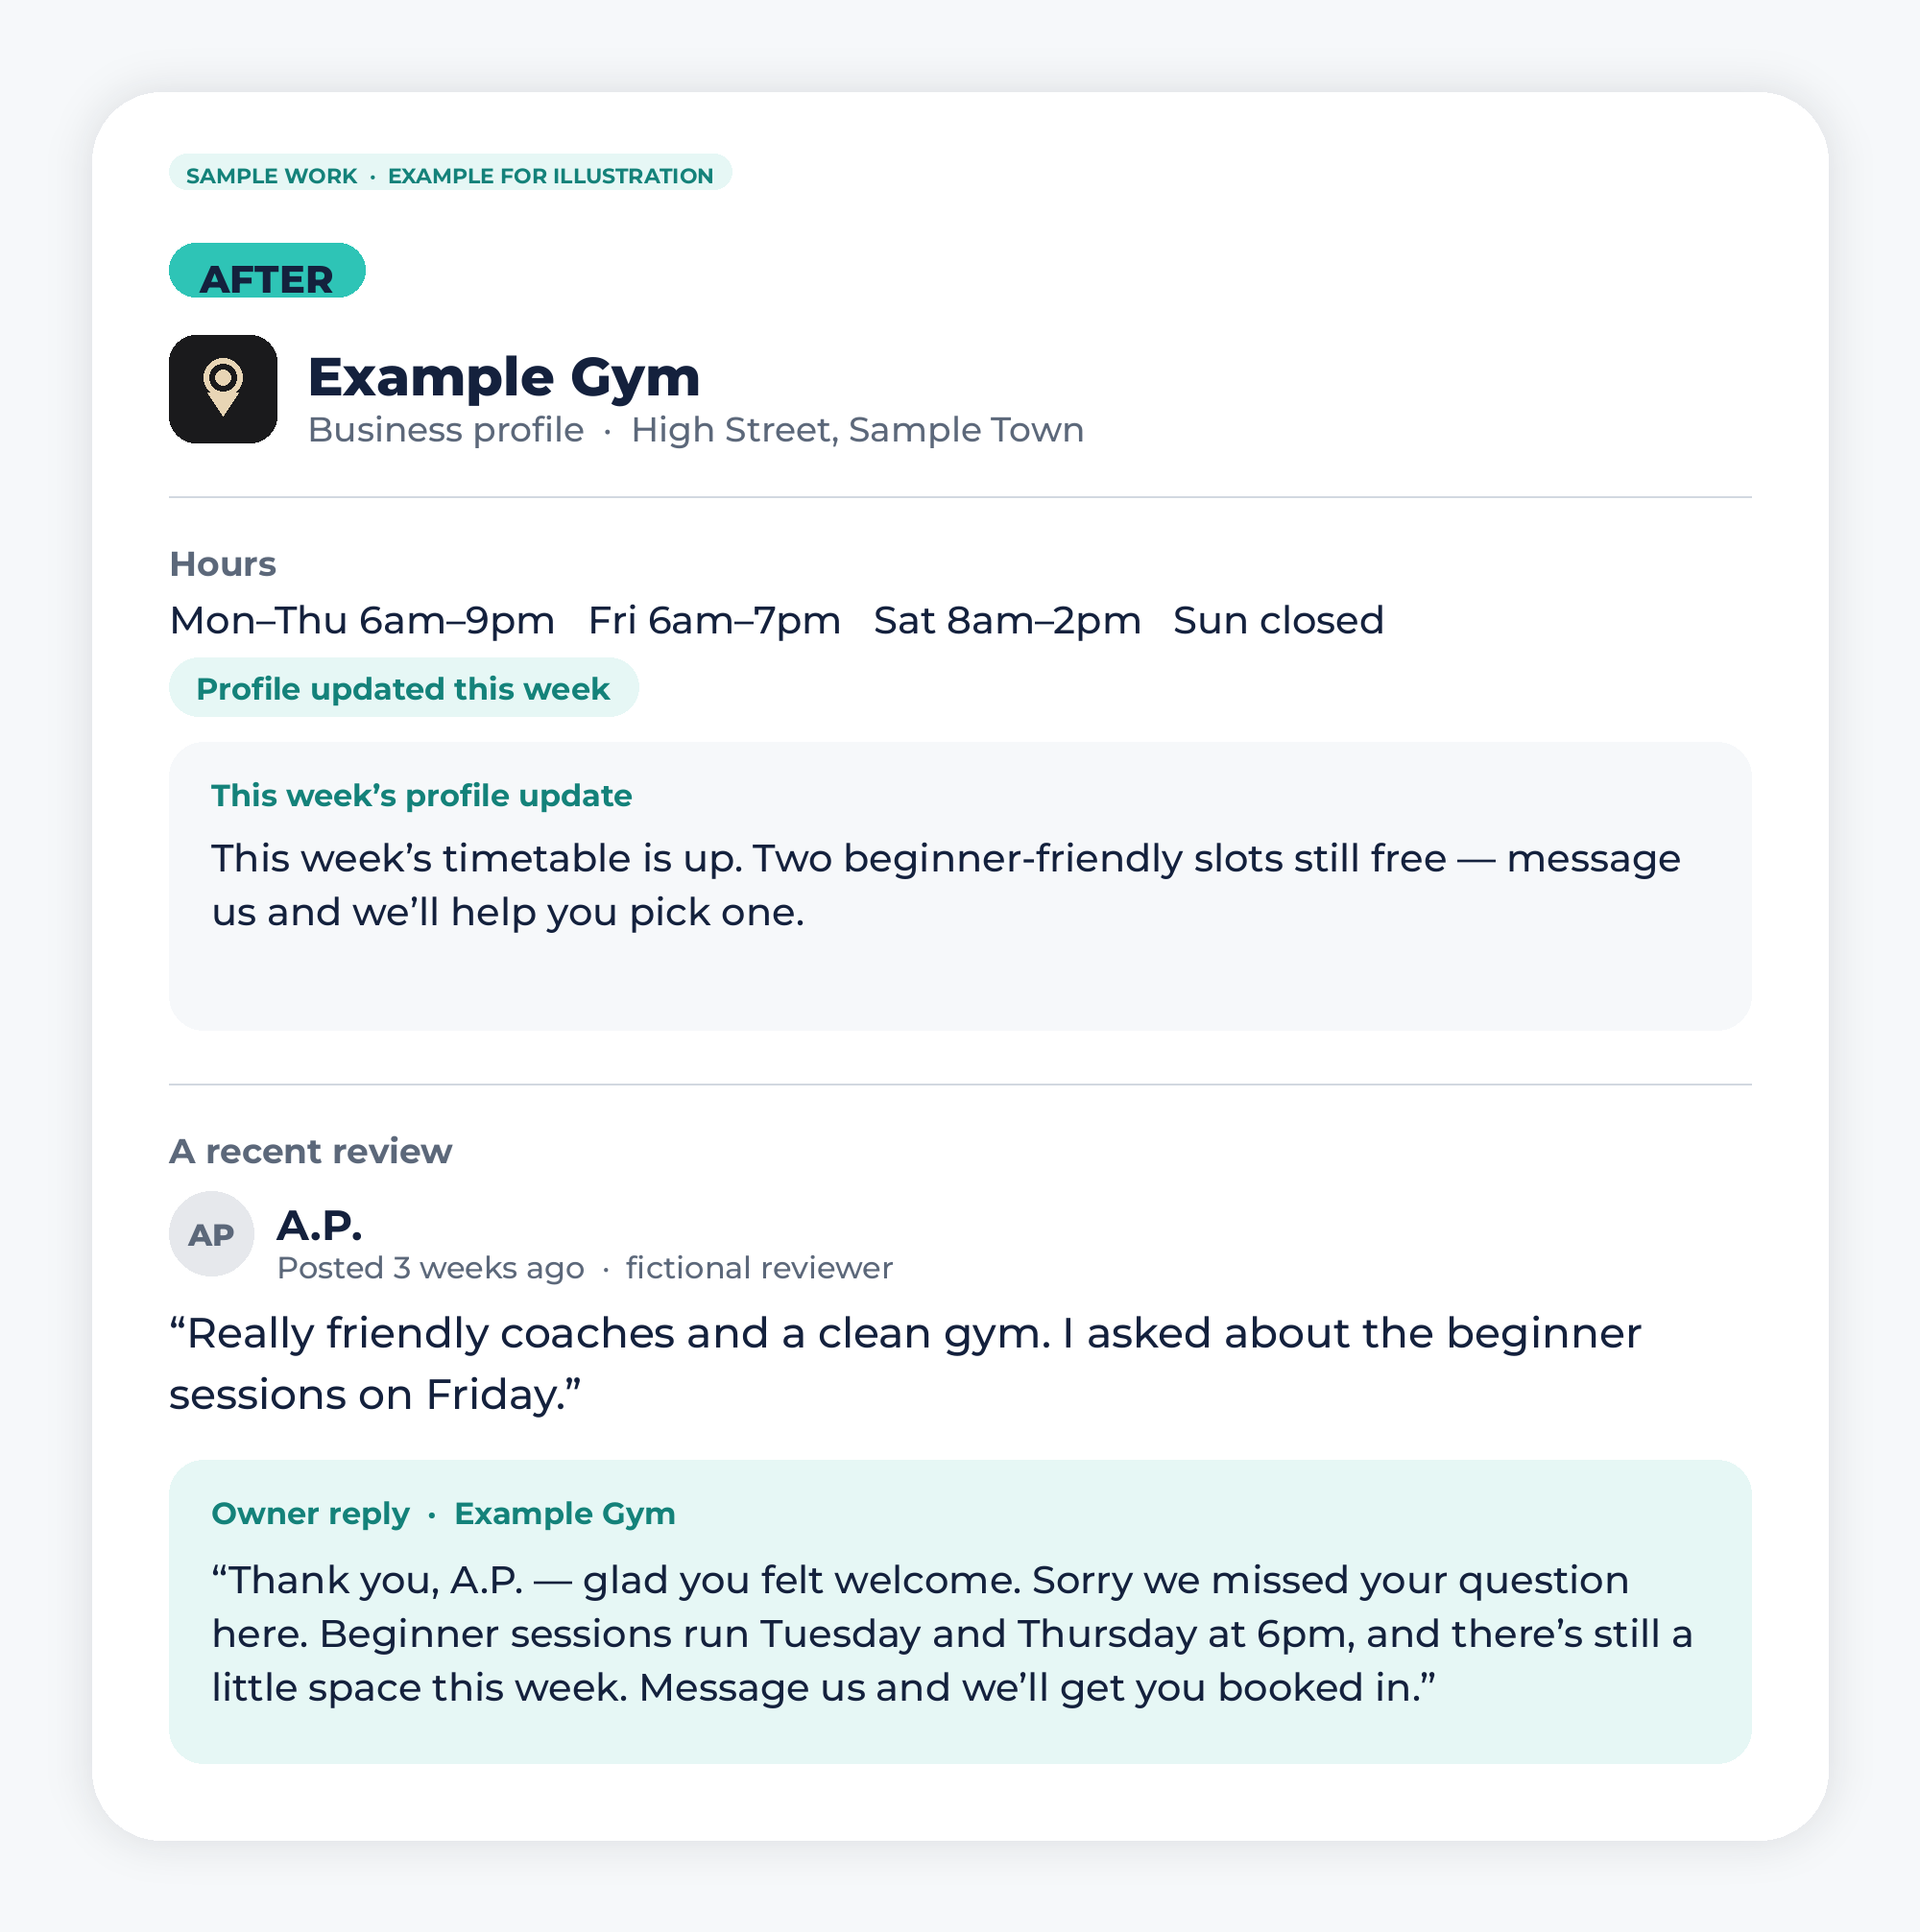 SAMPLE WORK · EXAMPLE FOR ILLUSTRATION
AFTER
Example Gym
Business profile · High Street, Sample Town
Hours
Mon–Thu 6am–9pm Fri 6am–7pm Sat 8am–2pm Sun closed
Profile updated this week
This week’s profile update
This week’s timetable is up. Two beginner-friendly slots still free — message
us and we’ll help you pick one.
A recent review
AP
A.P.
Posted 3 weeks ago · fictional reviewer
“Really friendly coaches and a clean gym. I asked about the beginner
sessions on Friday.”
Owner reply · Example Gym
“Thank you, A.P. — glad you felt welcome. Sorry we missed your question
here. Beginner sessions run Tuesday and Thursday at 6pm, and there’s still a
little space this week. Message us and we’ll get you booked in.”